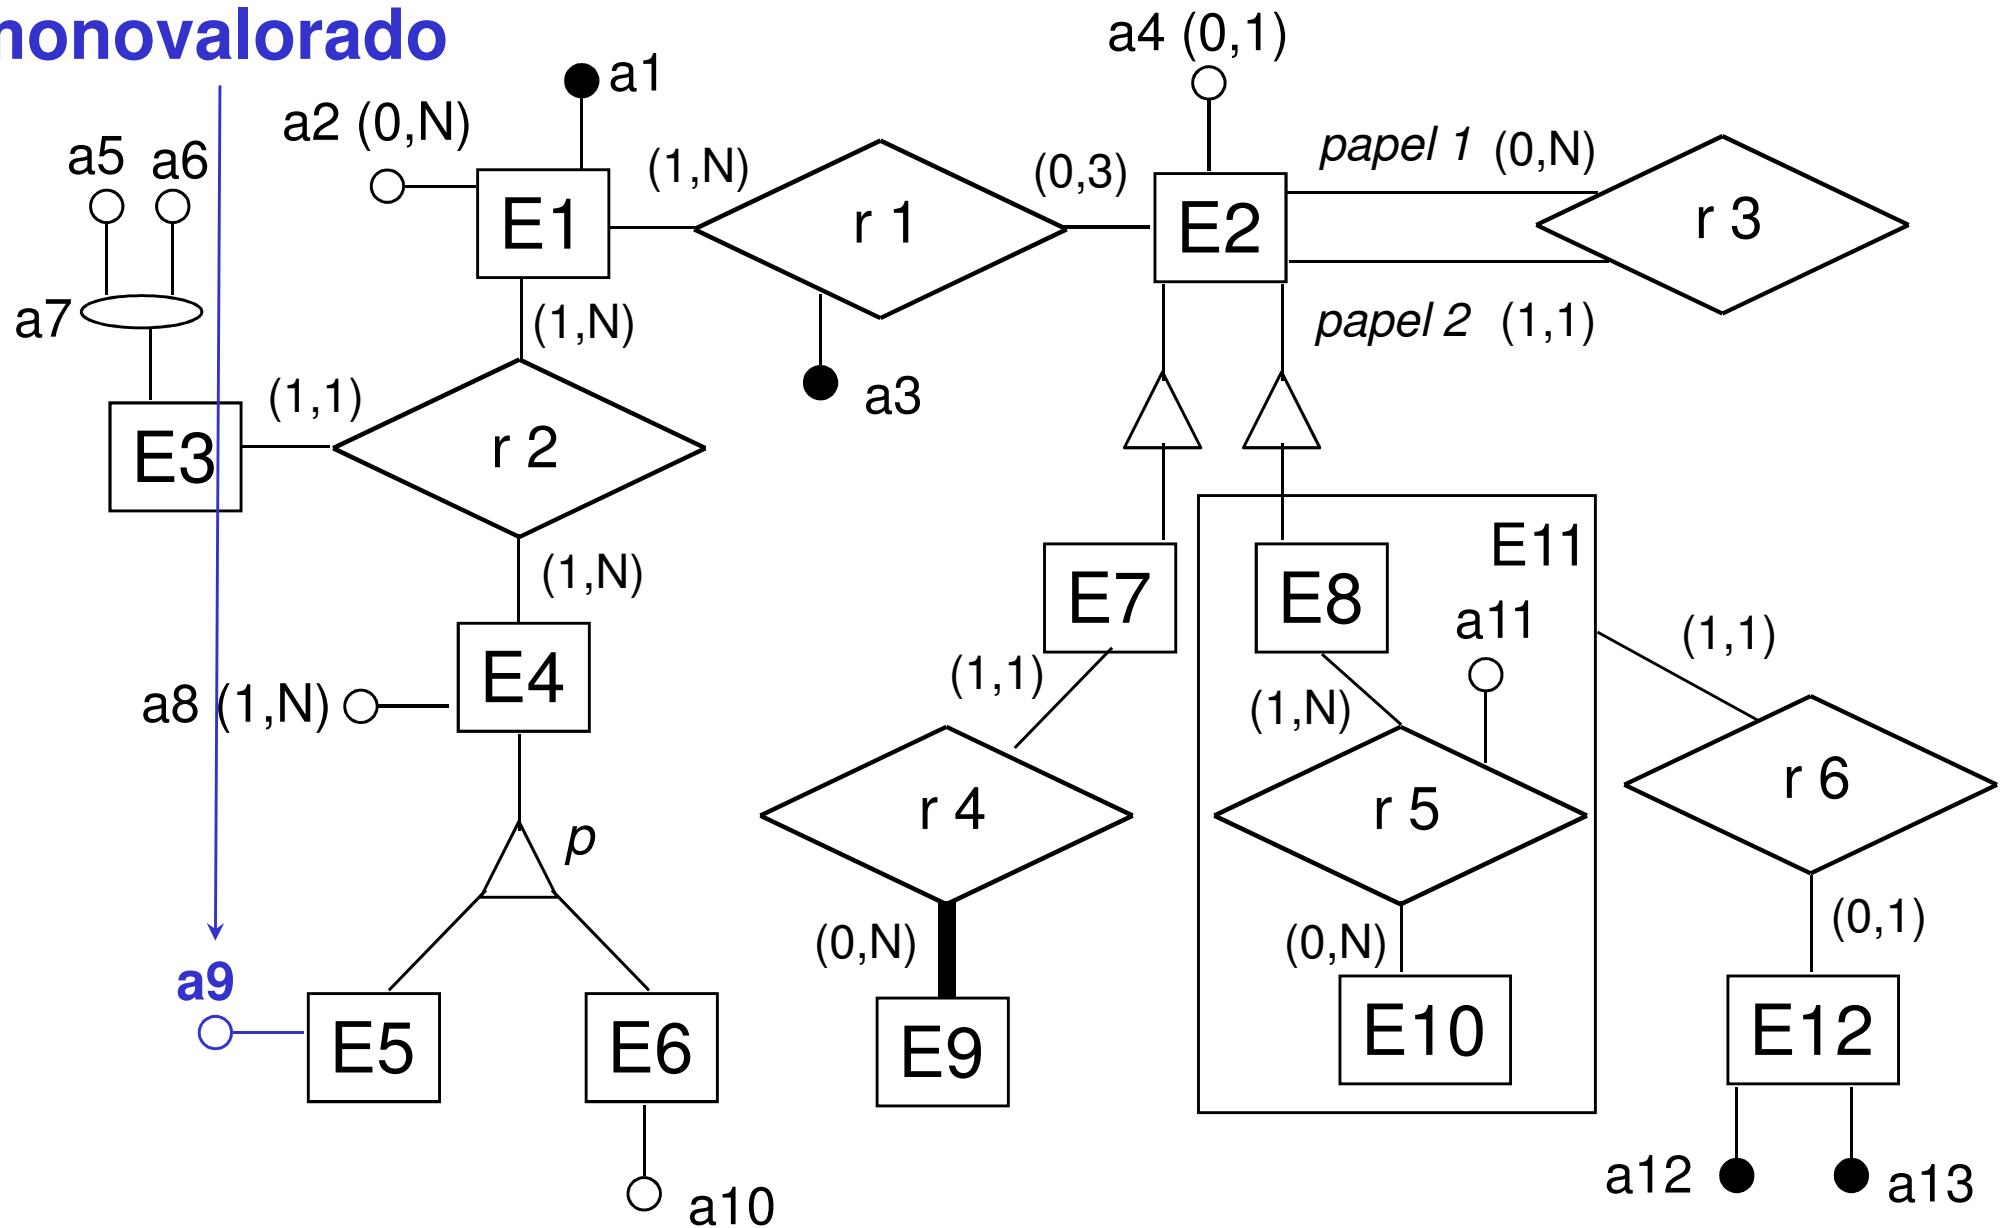 monovalorado
a4 (0,1)
a1
a2 (0,N)
a5 a6
(1,N)
(0,3)
papel 1 (0,N)
E1
r 1
E2
r 3
a7
(1,N)
papel 2 (1,1)
(1,1)
a3
E3
r 2
(1,N)
E11
E7
E8
a11
(1,1)
E4
(1,1)
a8 (1,N)
(1,N)
r 4
r 5
r 6
p
(0,N)
(0,N)
(0,1)
a9
E5
E6
E9
E10
E12
a10
a12
a13